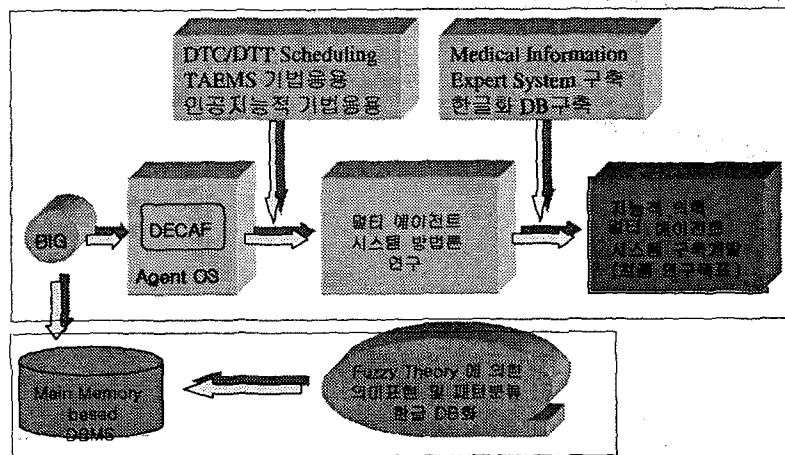 DTC/DTT Scheduling
TAEMS 기법응용
인공지능적 기법응용
Medical Information
Expert System 구축
한글화 DB구축
BIG
DECAF
Agent OS
멀티 에이전트
시스템 방법론
연구
지능적 의학
멀티 에이전트
시스템 구축개발
(최종 연구목표)
Main Memory
based
DBMS
Fuzzy Theory 에 의한
의미표현 및 패턴분류
한글 DB화